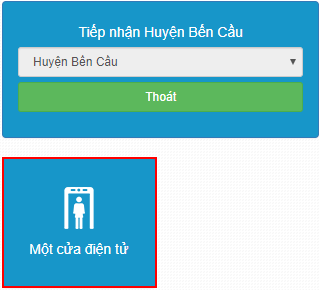 Tiếp nhận Huyện Bến Cầu
Huyện Bến Cầu
Thoát
Một cửa điện tử